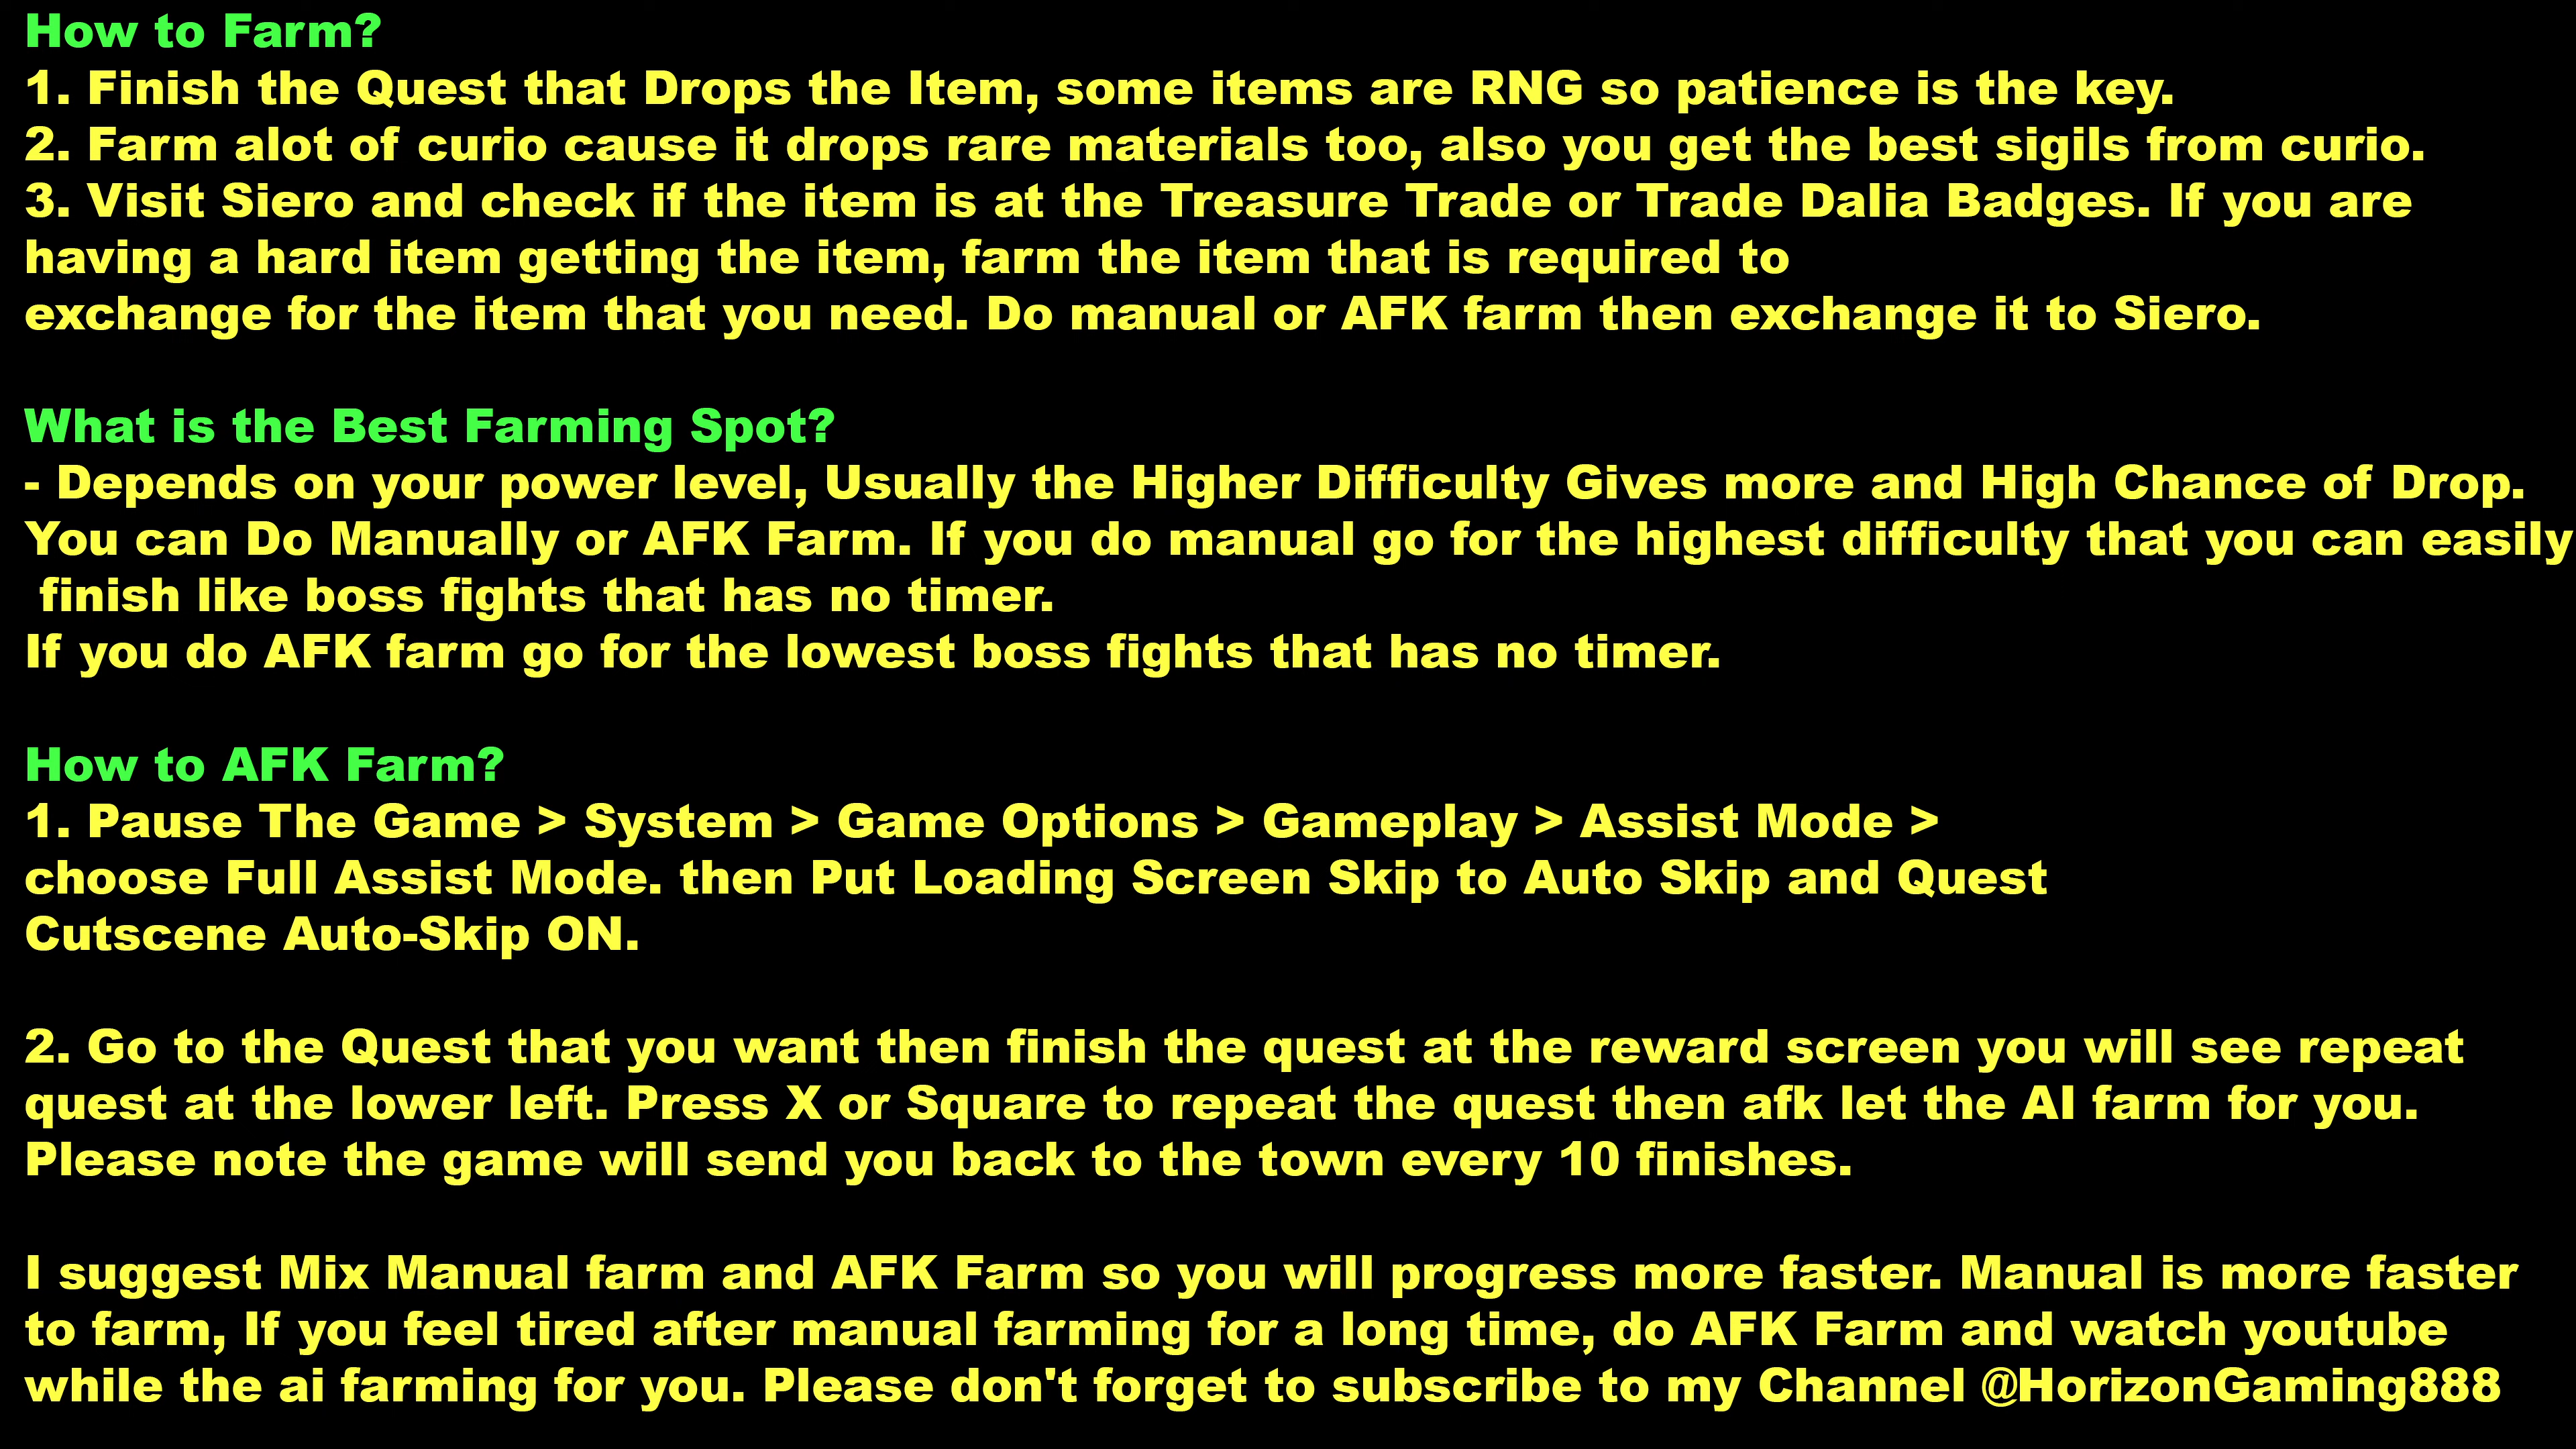 How to Farm?
1. Finish the Quest that Drops the Item, some items are RNG so patience is the key.
2. Farm alot of curio cause it drops rare materials too, also you get the best sigils from curio.
3. Visit Siero and check if the item is at the Treasure Trade or Trade Dalia Badges. If you are
having a hard item getting the item, farm the item that is required to
exchange for the item that you need. Do manual or AFK farm then exchange it to Siero.
What is the Best Farming Spot?
- Depends on your power level, Usually the Higher Difficulty Gives more and High Chance of Drop.
You can Do Manually or AFK Farm. If you do manual go for the highest difficulty that you can easily
finish like boss fights that has no timer.
If you do AFK farm go for the lowest boss fights that has no timer.
How to AFK Farm?
1. Pause The Game > System > Game Options > Gameplay > Assist Mode >
choose Full Assist Mode. then Put Loading Screen Skip to Auto Skip and Quest
Cutscene Auto-Skip ON.
2. Go to the Quest that you want then finish the quest at the reward screen you will see repeat
quest at the lower left. Press X or Square to repeat the quest then afk let the AI farm for you.
Please note the game will send you back to the town every 10 finishes.
I suggest Mix Manual farm and AFK Farm so you will progress more faster. Manual is more faster
to farm, If you feel tired after manual farming for a long time, do AFK Farm and watch youtube
while the ai farming for you. Please don't forget to subscribe to my Channel @HorizonGaming888